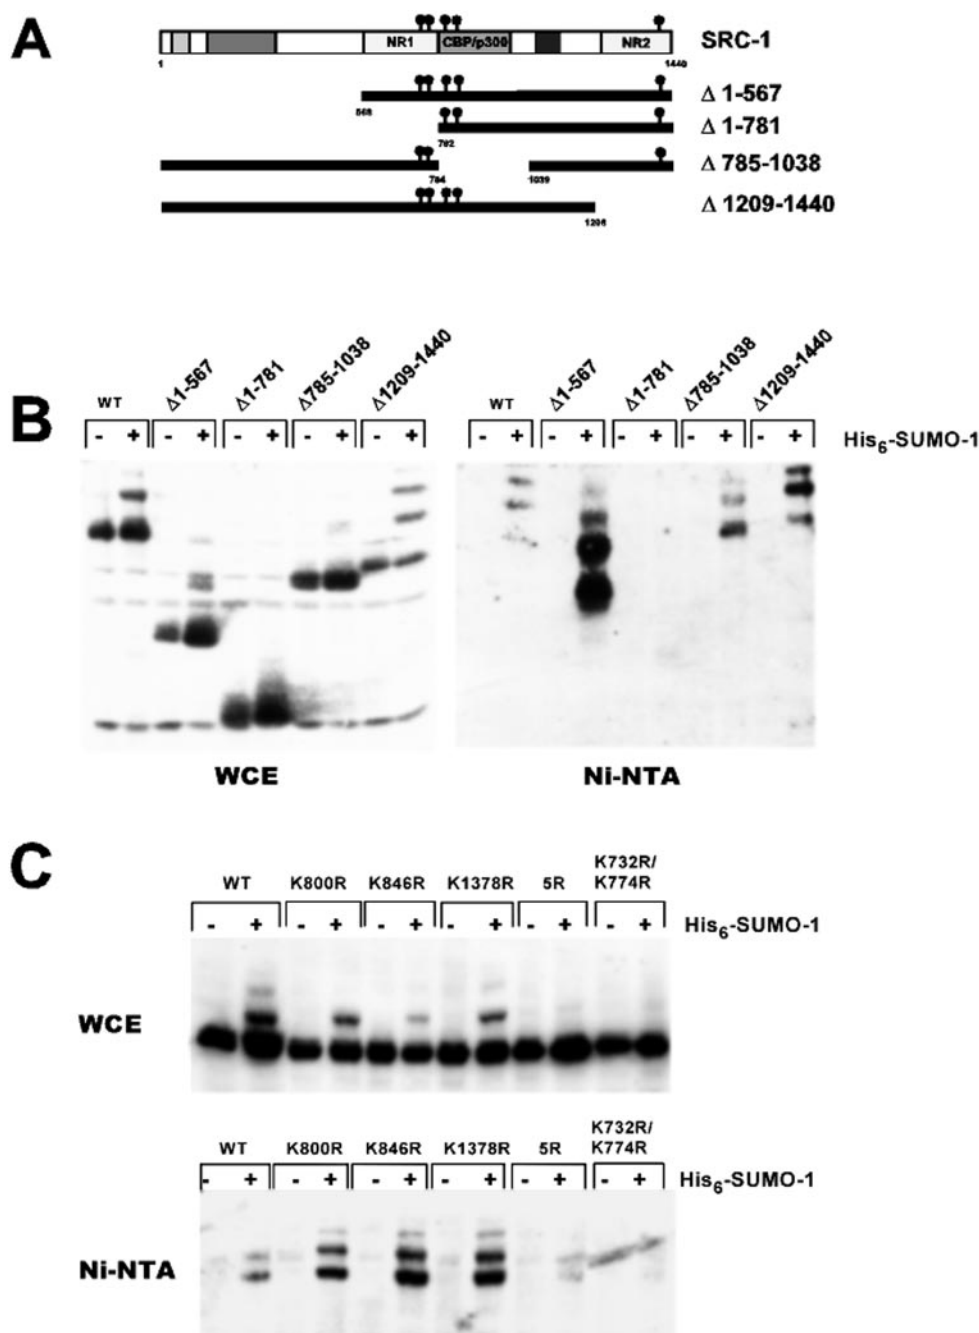 A
NR1 CBP/p300 NR2 SRC-1
1 1440
Δ 1-567
568
Δ 1-781
782
Δ 785-1038
784 1039
Δ 1209-1440
B
WT Δ1-567 Δ1-781 Δ785-1038 Δ1209-1440 WT Δ1-567 Δ1-781 Δ785-1038 Δ1209-1440
- + - + - + - + - + - + - + - + - + - + His6-SUMO-1
WCE Ni-NTA
C
WT K800R K846R K1378R 5R K732R/
K774R
- + - + - + - + - + - + His6-SUMO-1
WCE
WT K800R K846R K1378R 5R K732R/
K774R
- + - + - + - + - + - + His6-SUMO-1
Ni-NTA